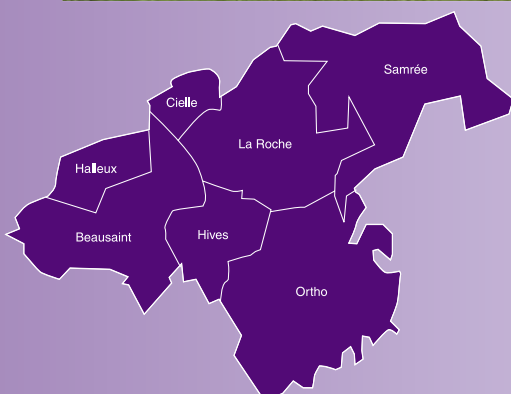 Samrée
Cielle
La Roche
Halleux
Beausaint
Hives
Ortho